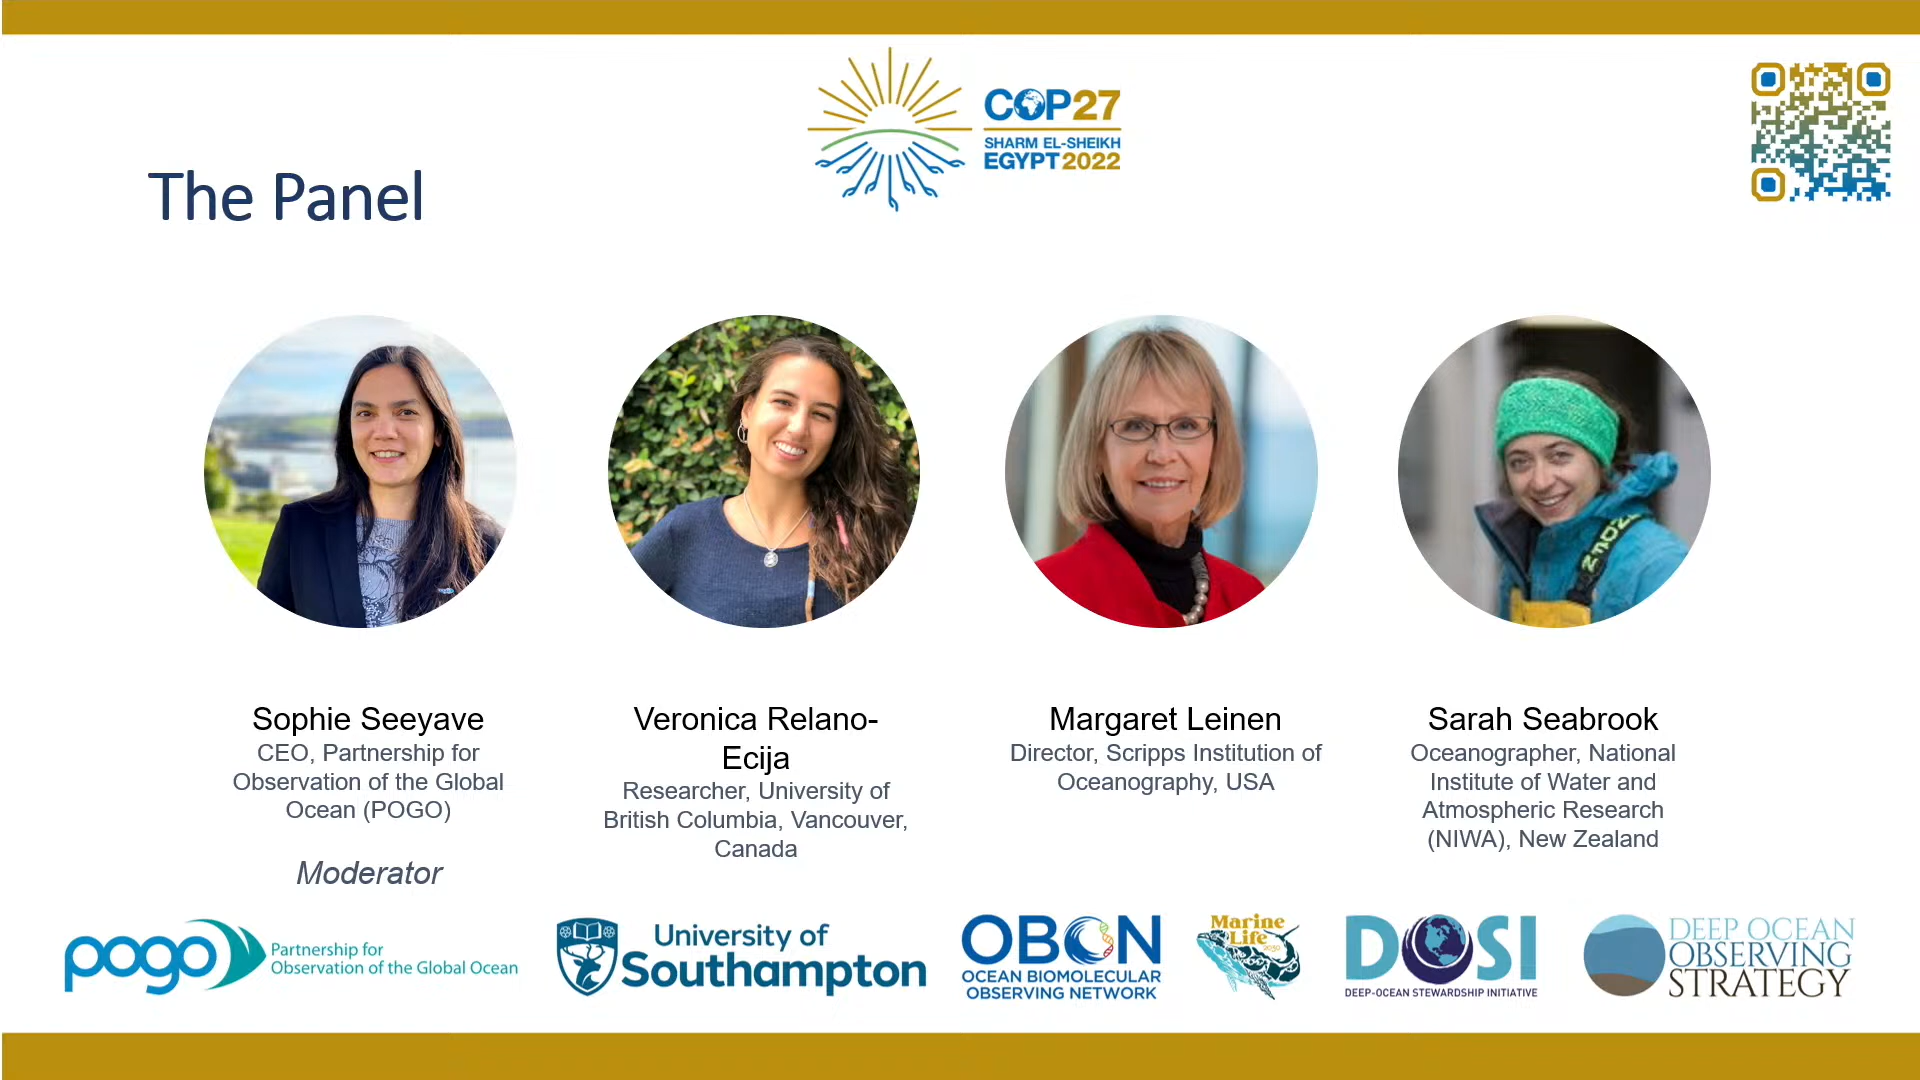 COP27
SHARM EL-SHEIKH
EGYPT 2022
The Panel
Sophie Seeyave
CEO, Partnership for
Observation of the Global
Ocean (POGO)
Moderator
Veronica Relano-
Ecija
Researcher, University of
British Columbia, Vancouver,
Canada
Margaret Leinen
Director, Scripps Institution of
Oceanography, USA
Sarah Seabrook
Oceanographer, National
Institute of Water and
Atmospheric Research
(NIWA), New Zealand
pogo
Partnership for
Observation of the Global Ocean
University of
Southampton
OBON
OCEAN BIOMOLECULAR
OBSERVING NETWORK
Marine
Life
2030
DOSI
DEEP-OCEAN STEWARDSHIP INITIATIVE
DEEP OCEAN
OBSERVING
STRATEGY